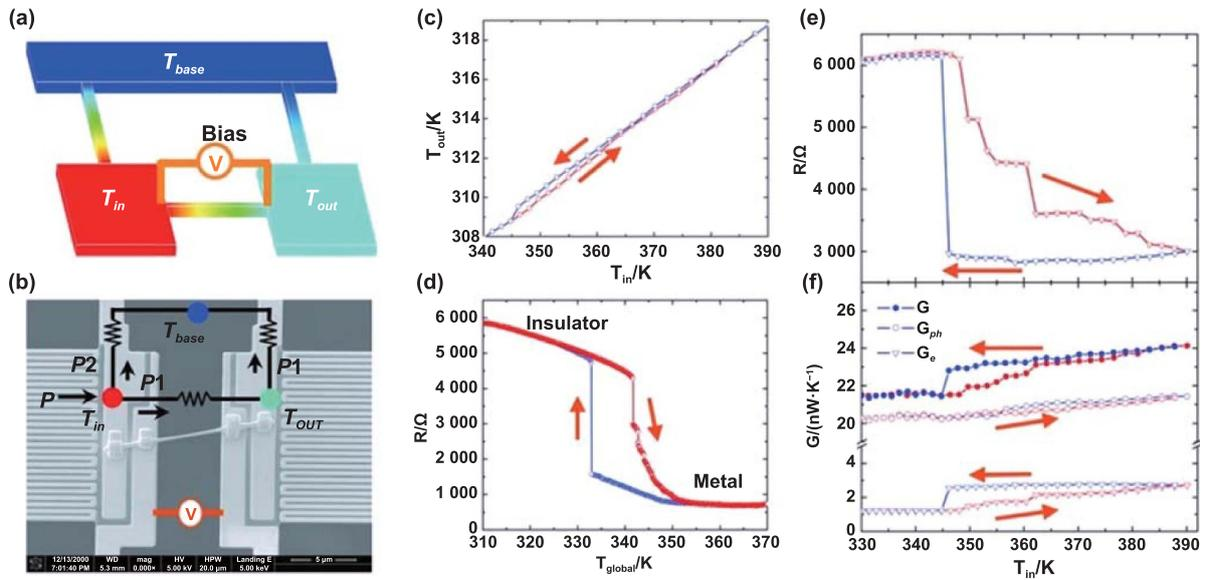 (a)
T_base
Bias
V
T_in
T_out
(b)
T_base
P2
P1
P1
P
T_in
T_OUT
V
12/13/2000 WD mag HV HPW Landing E
7:01:40 PM 5.3 mm 0.000× 5.00 kV 20.0 μm 5.00 keV
5 μm
(c)
318
316
314
312
310
308
T_out/K
340 350 360 370 380 390
T_in/K
(d)
6 000
5 000
4 000
3 000
2 000
1 000
0
R/Ω
Insulator
Metal
310 320 330 340 350 360 370
T_global/K
(e)
6 000
5 000
4 000
3 000
R/Ω
(f)
26
24
22
20
4
2
0
G/(nW·K⁻¹)
G
G_ph
G_e
330 340 350 360 370 380 390
T_in/K